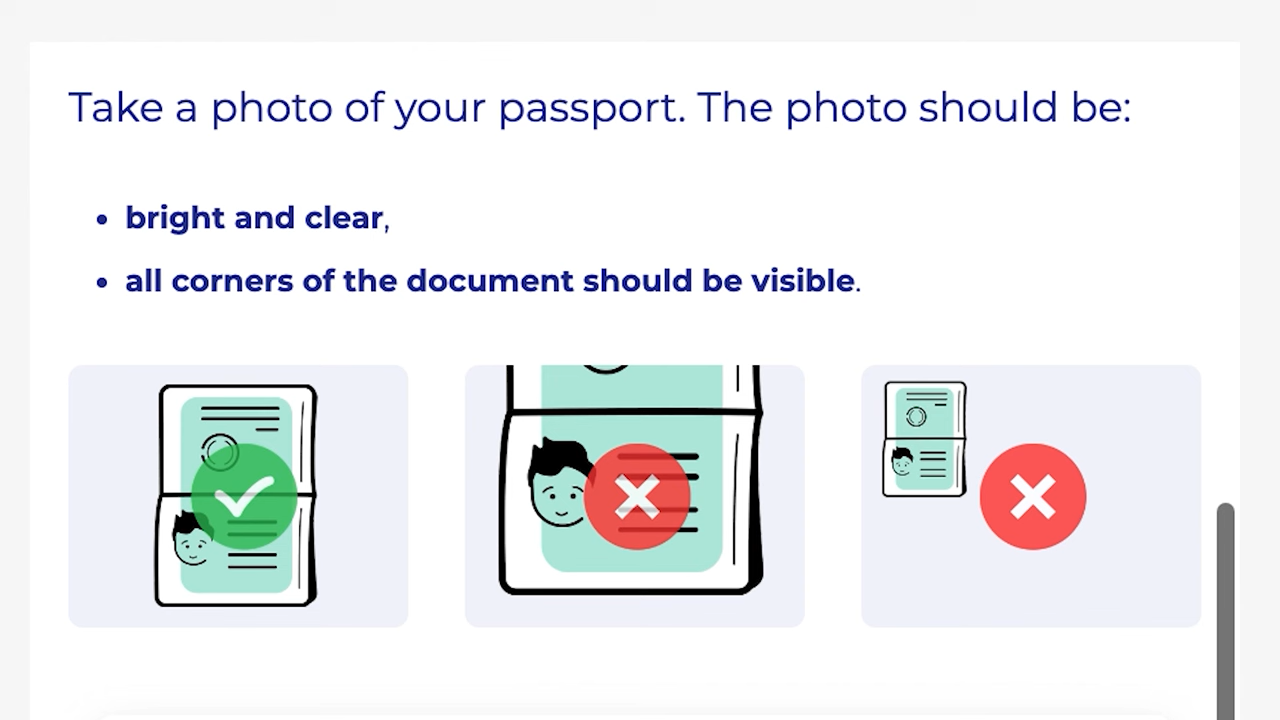 Take a photo of your passport. The photo should be:
bright and clear,
all corners of the document should be visible.